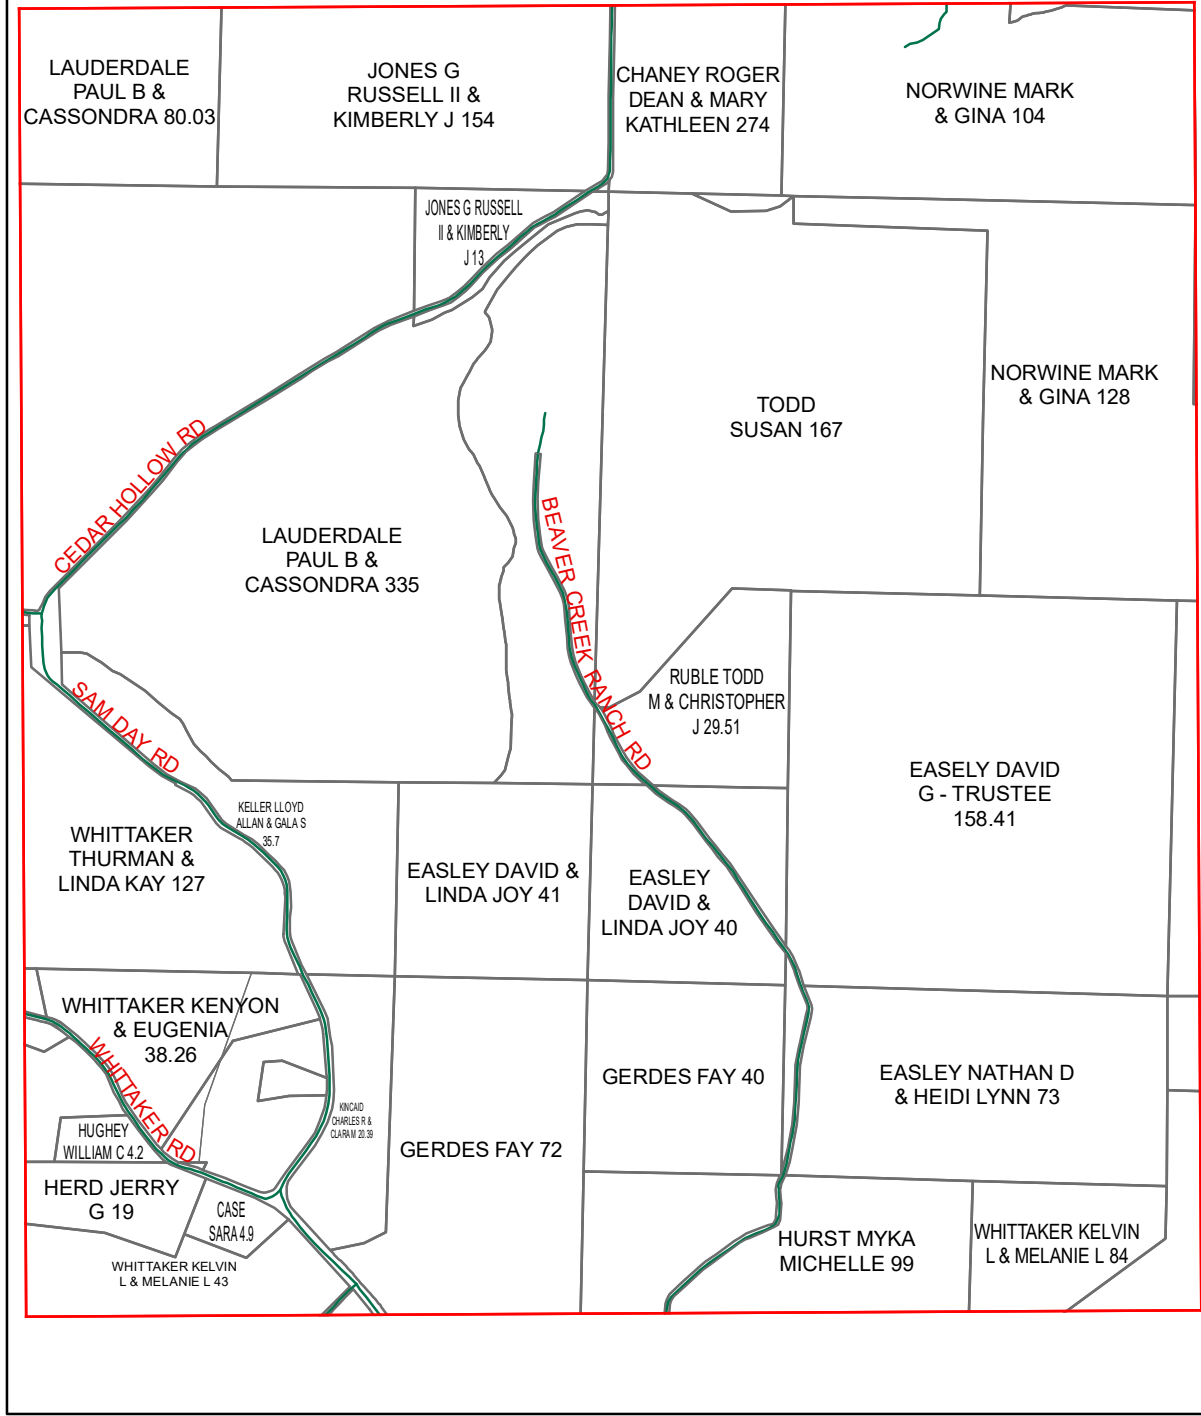 LAUDERDALE
PAUL B &
CASSONDRA 80.03
JONES G
RUSSELL II &
KIMBERLY J 154
CHANEY ROGER
DEAN & MARY
KATHLEEN 274
NORWINE MARK
& GINA 104
JONES G RUSSELL
II & KIMBERLY
J 13
TODD
SUSAN 167
NORWINE MARK
& GINA 128
CEDAR HOLLOW RD
LAUDERDALE
PAUL B &
CASSONDRA 335
BEAVER CREEK RANCH RD
RUBLE TODD
M & CHRISTOPHER
J 29.51
SAM DAY RD
EASELY DAVID
G - TRUSTEE
158.41
KELLER LLOYD
ALLAN & GALA S
35.7
WHITTAKER
THURMAN &
LINDA KAY 127
EASLEY DAVID &
LINDA JOY 41
EASLEY
DAVID &
LINDA JOY 40
WHITTAKER KENYON
& EUGENIA
38.26
WHITTAKER RD
GERDES FAY 40
EASLEY NATHAN D
& HEIDI LYNN 73
KINCAID
CHARLES R &
CLARA M 20.39
HUGHEY
WILLIAM C 4.2
GERDES FAY 72
HERD JERRY
G 19
CASE
SARA 4.9
HURST MYKA
MICHELLE 99
WHITTAKER KELVIN
L & MELANIE L 84
WHITTAKER KELVIN
L & MELANIE L 43